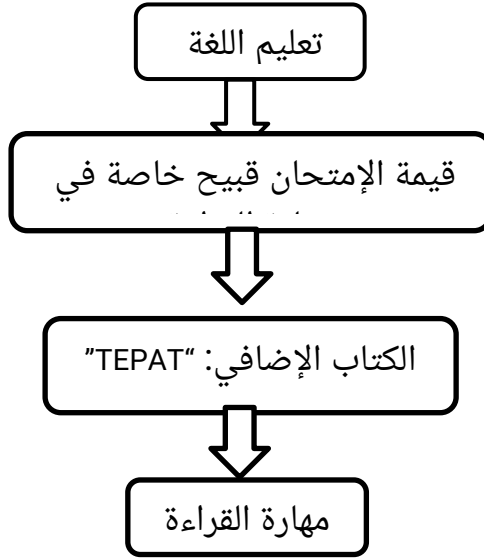 تعليم اللغة
قيمة الإمتحان قبيح خاصة في
الكتاب الإضافي: “TEPAT”
مهارة القراءة